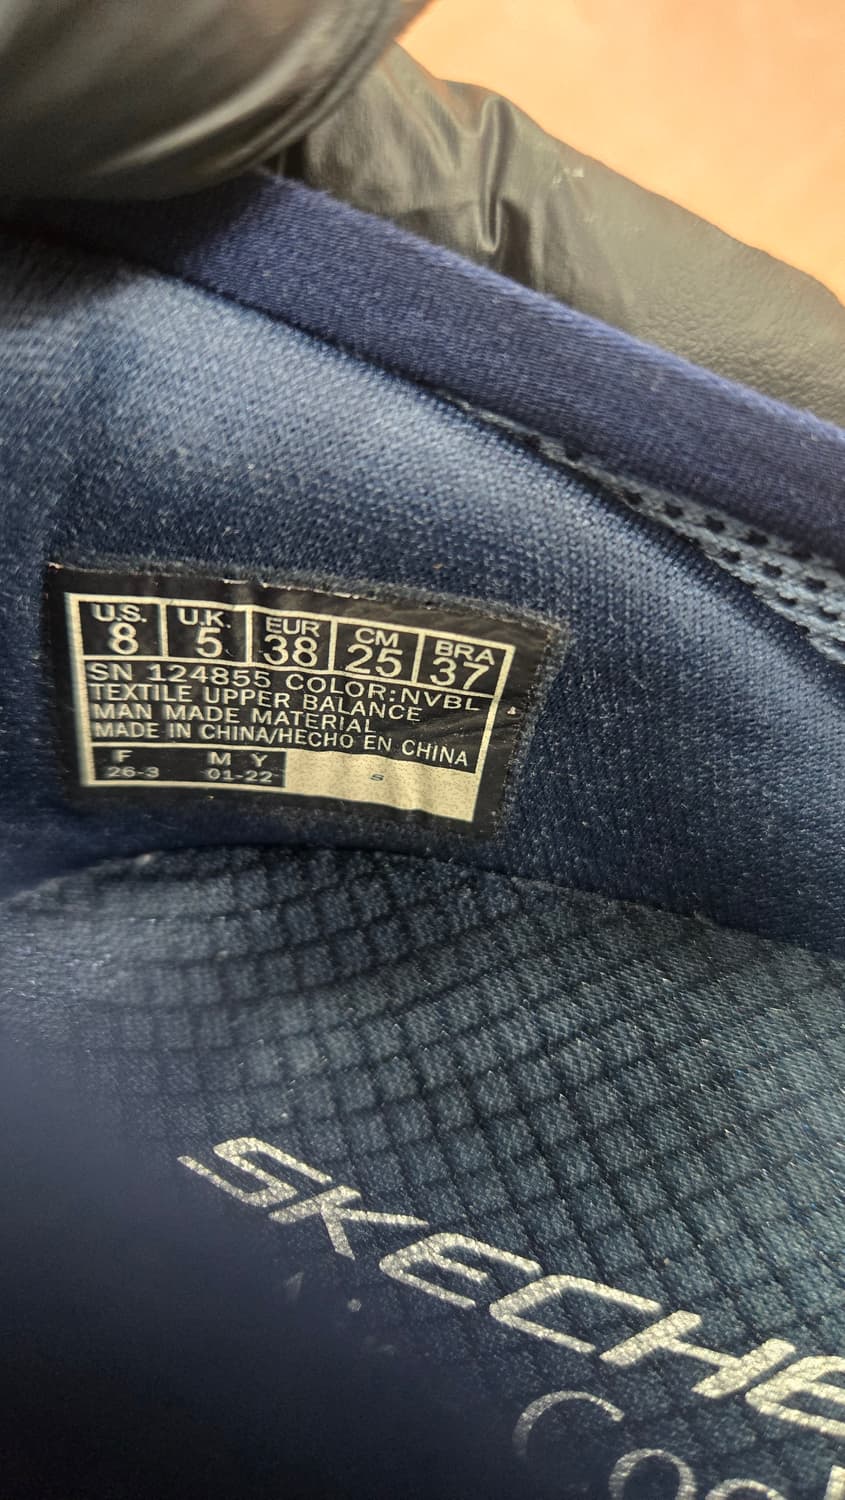 U.S. U.K. EUR CM BRA
8 5 38 25 37
SN 124855 COLOR:NVBL
TEXTILE UPPER BALANCE
MAN MADE MATERIAL
MADE IN CHINA/HECHO EN CHINA
F M Y
26-3 01-22
S
SKECHE
Coo